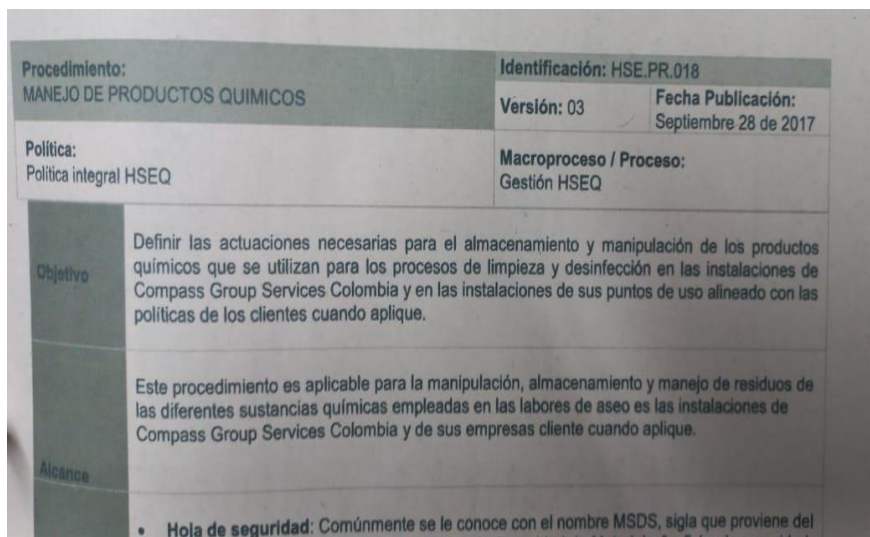 Procedimiento:
MANEJO DE PRODUCTOS QUIMICOS
Identificación: HSE.PR.018
Versión: 03
Fecha Publicación:
Septiembre 28 de 2017
Política:
Política integral HSEQ
Macroproceso / Proceso:
Gestión HSEQ
Objetivo
Definir las actuaciones necesarias para el almacenamiento y manipulación de los productos
químicos que se utilizan para los procesos de limpieza y desinfección en las instalaciones de
Compass Group Services Colombia y en las instalaciones de sus puntos de uso alineado con las
políticas de los clientes cuando aplique.
Alcance
Este procedimiento es aplicable para la manipulación, almacenamiento y manejo de residuos de
las diferentes sustancias químicas empleadas en las labores de aseo es las instalaciones de
Compass Group Services Colombia y de sus empresas cliente cuando aplique.
• Hola de seguridad: Comúnmente se le conoce con el nombre MSDS, sigla que proviene del